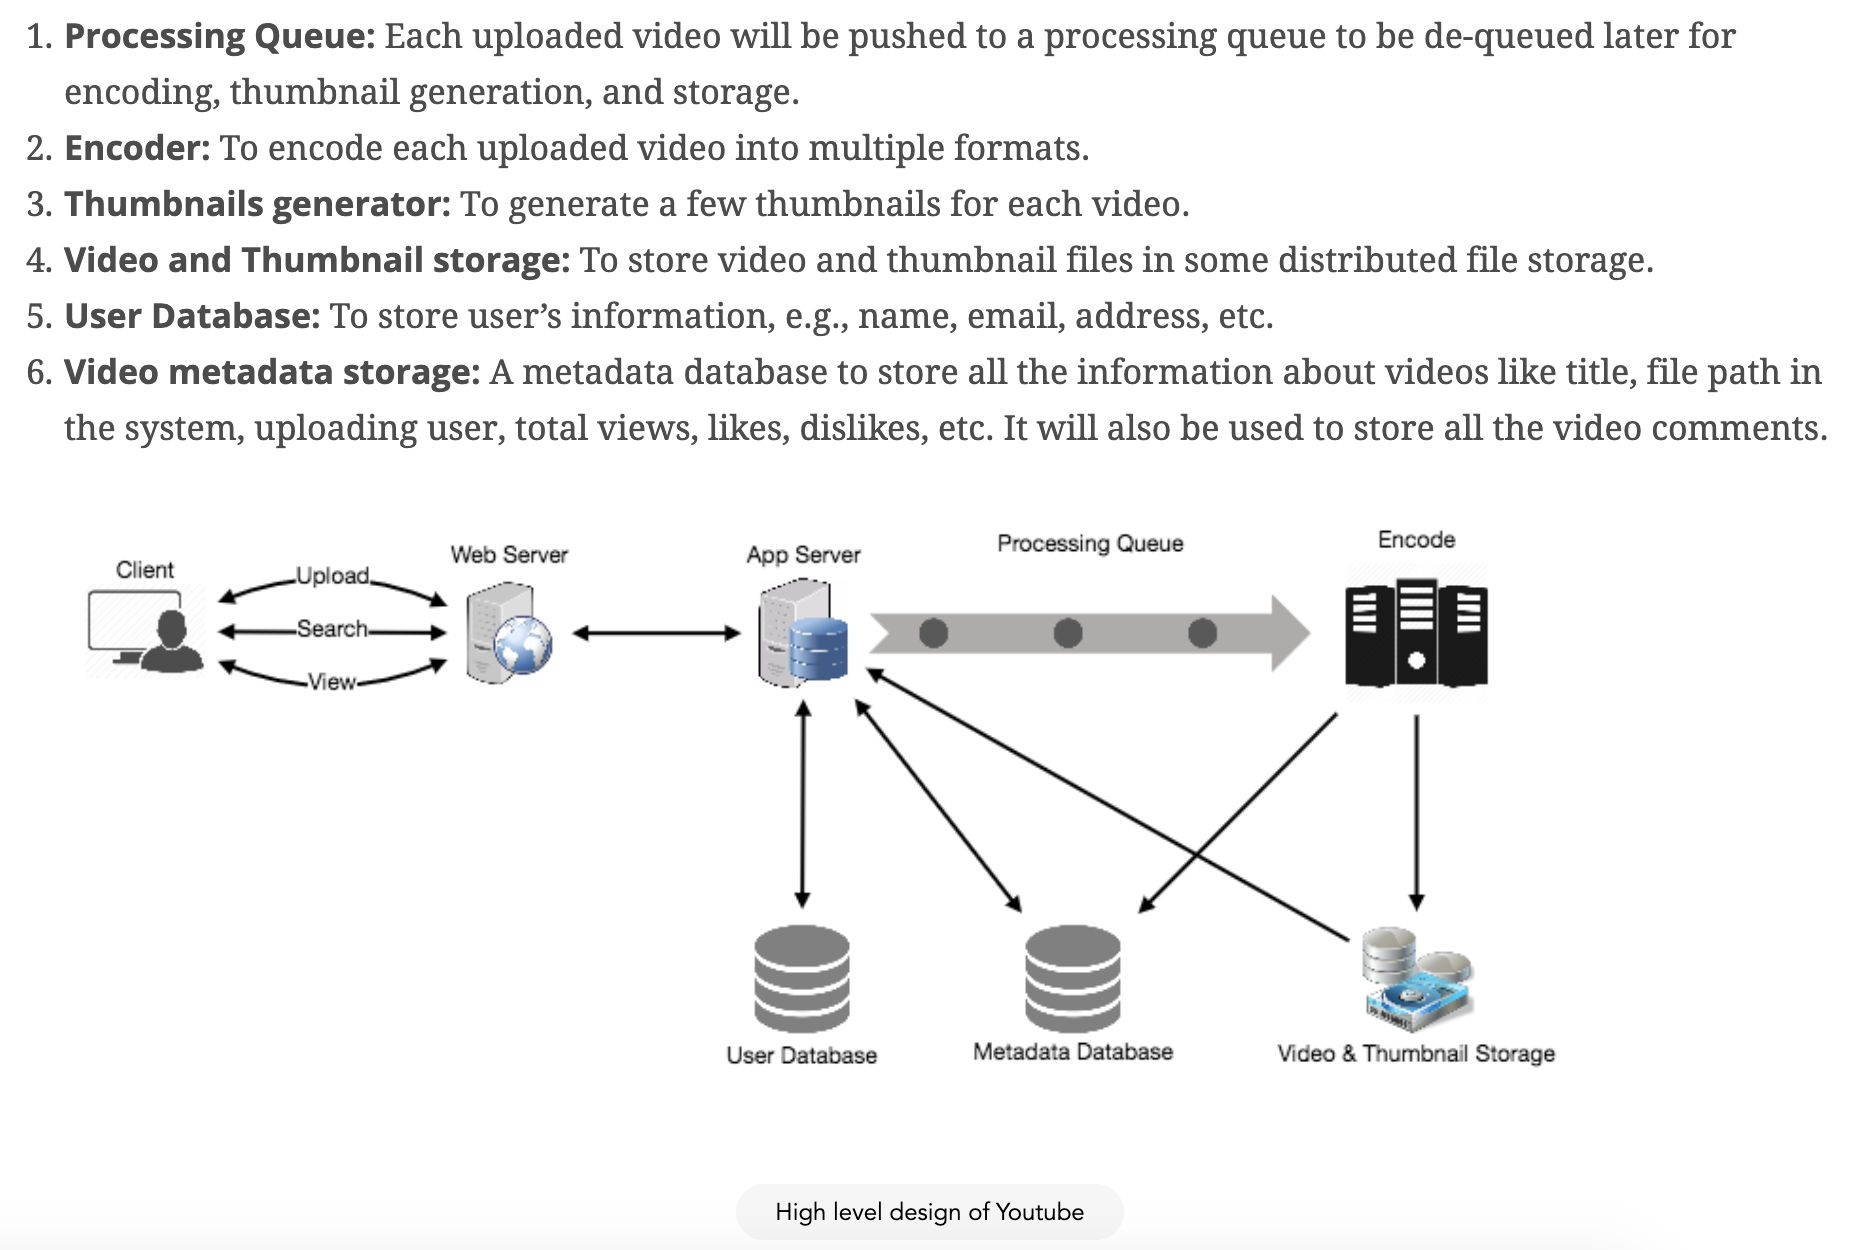 1. Processing Queue: Each uploaded video will be pushed to a processing queue to be de-queued later for
encoding, thumbnail generation, and storage.
2. Encoder: To encode each uploaded video into multiple formats.
3. Thumbnails generator: To generate a few thumbnails for each video.
4. Video and Thumbnail storage: To store video and thumbnail files in some distributed file storage.
5. User Database: To store user’s information, e.g., name, email, address, etc.
6. Video metadata storage: A metadata database to store all the information about videos like title, file path in
the system, uploading user, total views, likes, dislikes, etc. It will also be used to store all the video comments.
Client
Upload
Search
View
Web Server
App Server
Processing Queue
Encode
User Database
Metadata Database
Video & Thumbnail Storage
High level design of Youtube